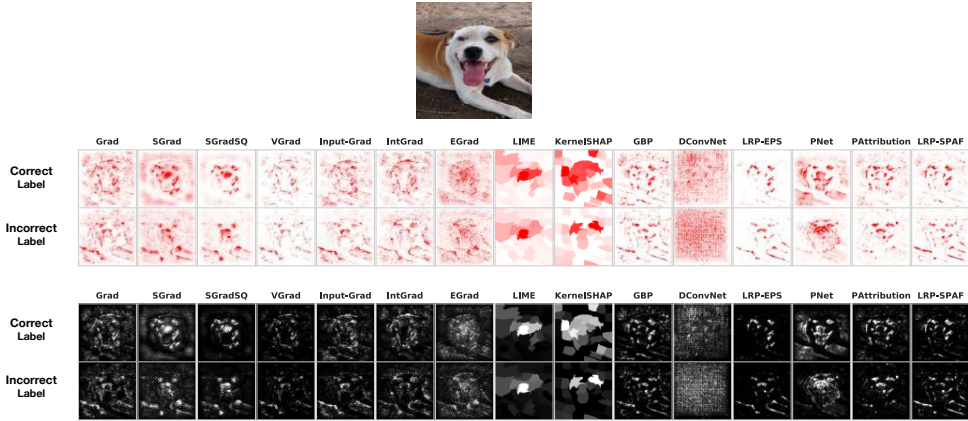 Grad SGrad SGradSQ VGrad Input-Grad IntGrad EGrad LIME KernelSHAP GBP DConvNet LRP-EPS PNet PAttribution LRP-SPAF
Correct
Label
Incorrect
Label
Grad SGrad SGradSQ VGrad Input-Grad IntGrad EGrad LIME KernelSHAP GBP DConvNet LRP-EPS PNet PAttribution LRP-SPAF
Correct
Label
Incorrect
Label